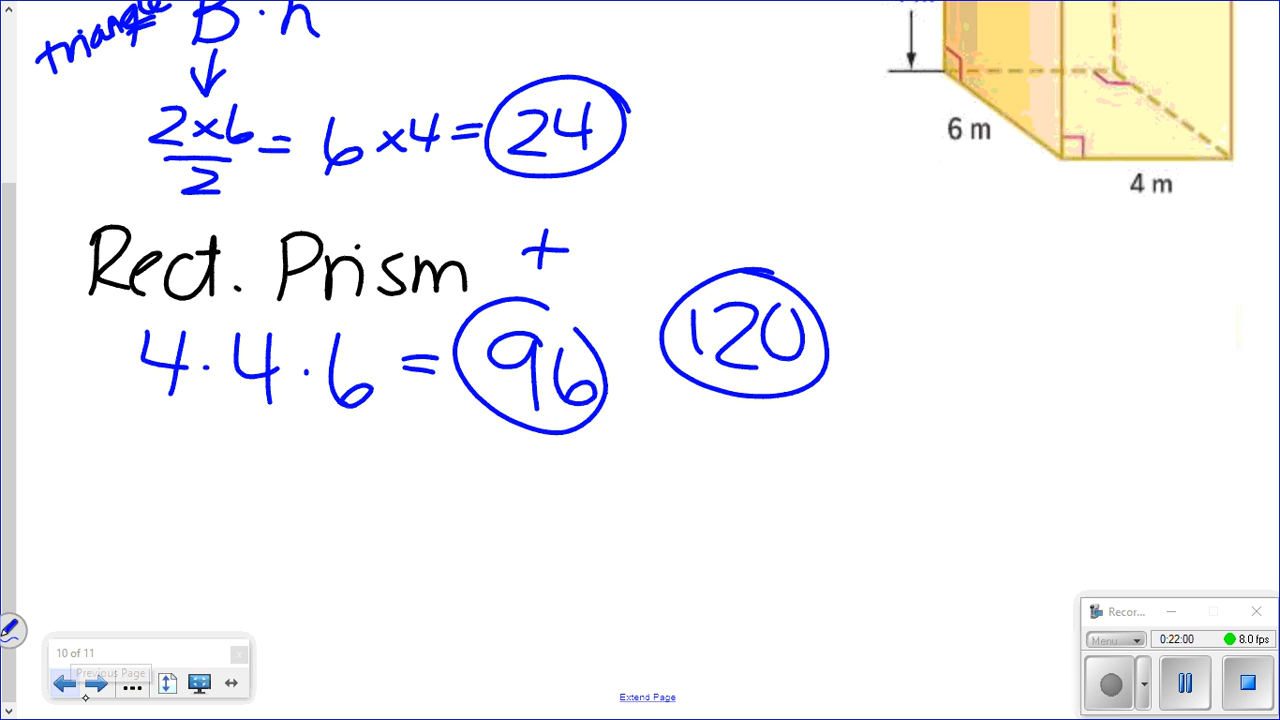 triangle B · h
2 x 6 / 2 = 6 x 4 = 24
6 m
4 m
Rect. Prism +
4 · 4 · 6 = 96 120
Recor...
Menu 0:22:00 8.0 fps
10 of 11
Previous Page
Extend Page